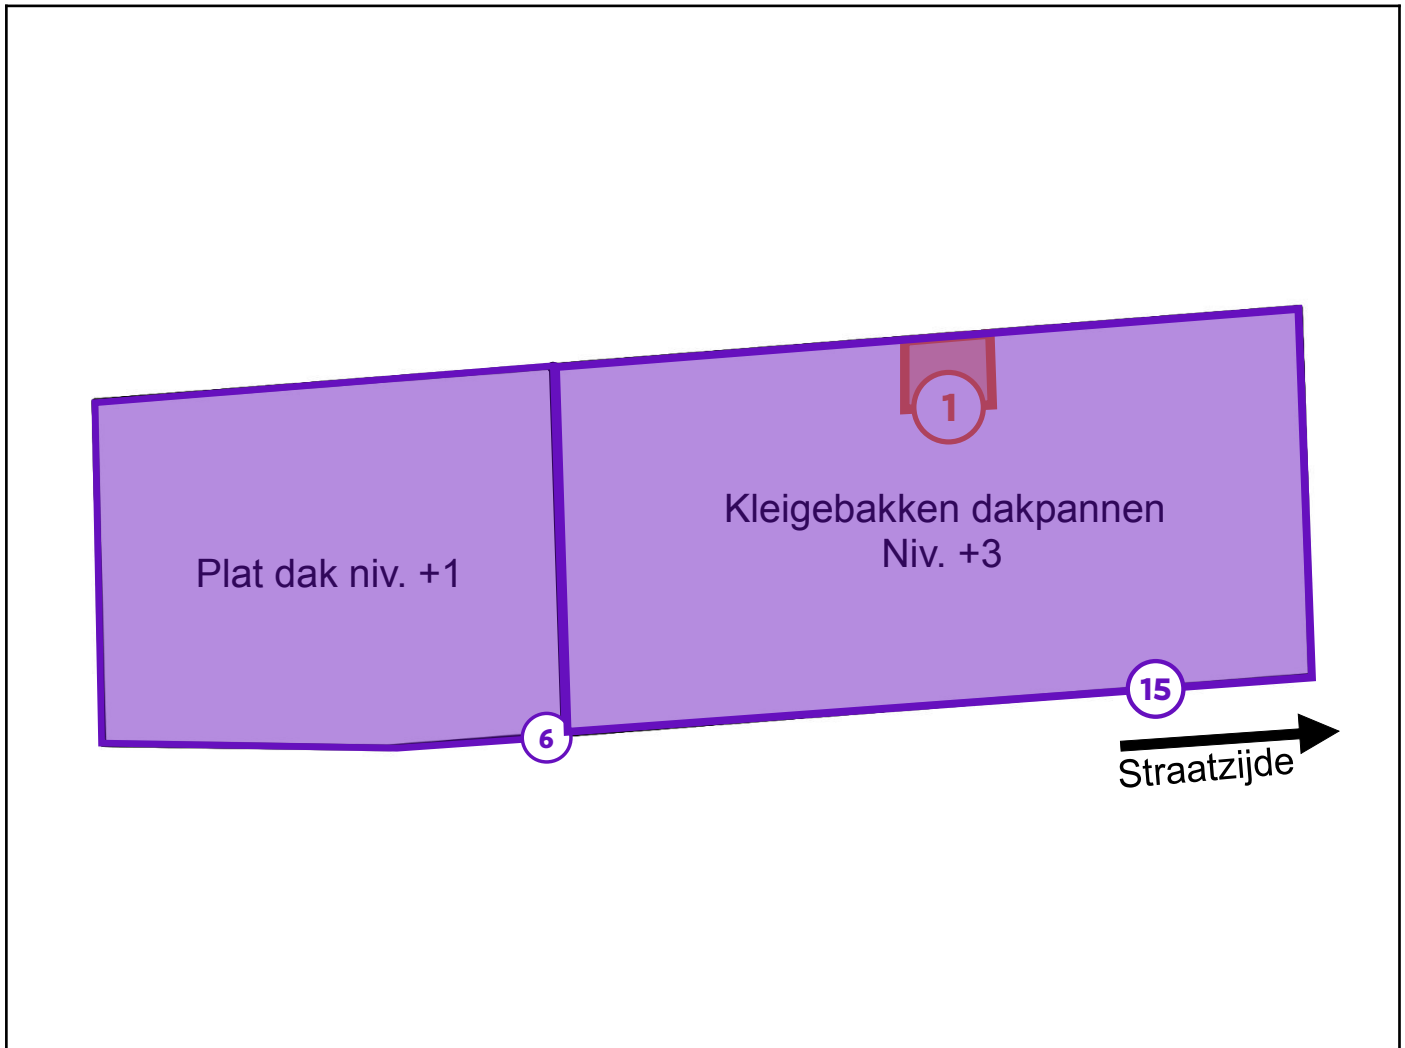 1
Kleigebakken dakpannen
Niv. +3
Plat dak niv. +1
15
6
Straatzijde